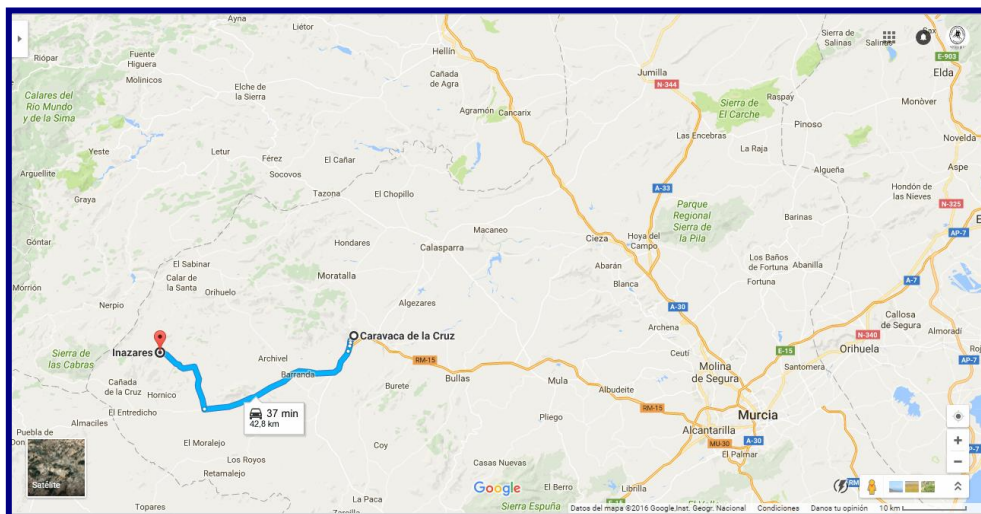 Ayna
Liétor
Hellín
Sierra de
Salinas
Salinas
Sax
E-903
Riópar
Fuente
Higuera
Molinicos
Elche de
la Sierra
Cañada
de Agra
Jumilla
N-344
Elda
Calares del
Río Mundo
y de la Sima
Agramón
Cancarix
Sierra de
El Carche
Raspay
Monòver
Pinoso
Las Encebras
Novelda
Yeste
Letur
Férez
El Cañar
La Raja
Aspe
Socovos
Algueña
Arguellite
Graya
Tazona
El Chopillo
A-33
Hondón de
las Nieves
N-325
Parque
Regional
Sierra de
la Pila
Barinas
Góntar
Hondares
Macaneo
Calasparra
Cieza
Hoya del
Campo
AP-7
El Sabinar
Calar de
la Santa
Moratalla
Abarán
Los Baños
de Fortuna
Abanilla
Morrión
Nerpio
Orihuelo
Algezares
Blanca
Fortuna
A-7
A-30
Callosa
de Segura
Caravaca de la Cruz
Archena
N-340
Almoradí
Inazares
Sierra de
las Cabras
Archivel
RM-15
Ceutí
E-15
Orihuela
AP-7
Barranda
Bullas
Mula
Albudeite
Molina
de Segura
Santomera
Cañada
de la Cruz
Hornico
Burete
37 min
42,8 km
RM-15
El Entredicho
Pliego
Murcia
Almaciles
Puebla de
Don
El Moralejo
Coy
Alcantarilla
MU-30
A-30
El Palmar
Los Royos
Retamalejo
Casas Nuevas
Satélite
Google
El Berro
Librilla
Topares
La Paca
Sierra Espuña
Datos del mapa ©2016 Google,Inst. Geogr. Nacional Condiciones Danos tu opinión 10 km